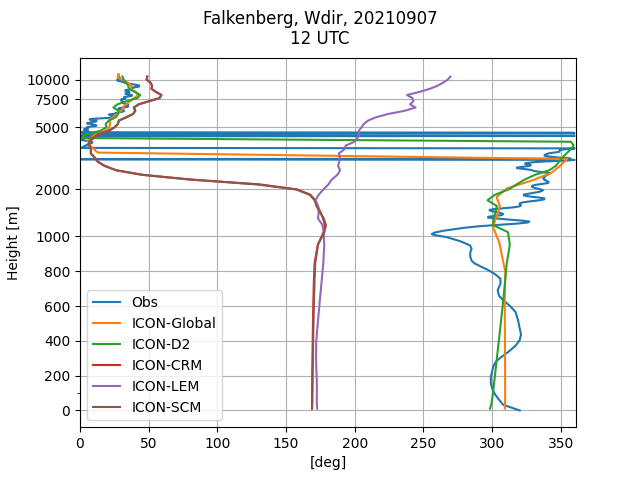 Falkenberg, Wdir, 20210907
12 UTC
10000
7500
5000
2000
1000
800
600
400
200
0
Height [m]
Obs
ICON-Global
ICON-D2
ICON-CRM
ICON-LEM
ICON-SCM
0 50 100 150 200 250 300 350
[deg]